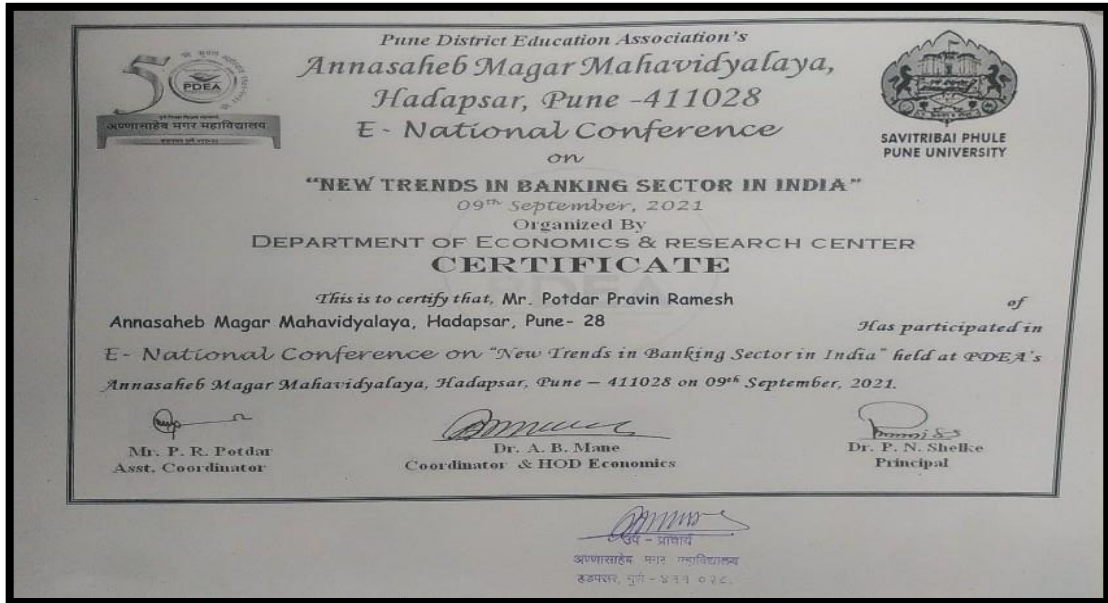 Pune District Education Association's
Annasaheb Magar Mahavidyalaya,
Hadapsar, Pune -411028
E- National Conference
on
"NEW TRENDS IN BANKING SECTOR IN INDIA"
09th September, 2021
Organized By
DEPARTMENT OF ECONOMICS & RESEARCH CENTER
CERTIFICATE
PDEA
अण्णासाहेब मगर महाविद्यालय
SAVITRIBAI PHULE
PUNE UNIVERSITY
This is to certify that, Mr. Potdar Pravin Ramesh of
Annasaheb Magar Mahavidyalaya, Hadapsar, Pune- 28 Has participated in
E- National Conference on "New Trends in Banking Sector in India" held at PDEA's
Annasaheb Magar Mahavidyalaya, Hadapsar, Pune – 411028 on 09th September, 2021.
Mr. P. R. Potdar
Asst. Coordinator
Dr. A. B. Mane
Coordinator & HOD Economics
Dr. P. N. Shelke
Principal
उप - प्राचार्य
अण्णासाहेब मगर महाविद्यालय
हडपसर, पुणे - ४११ ०२८.